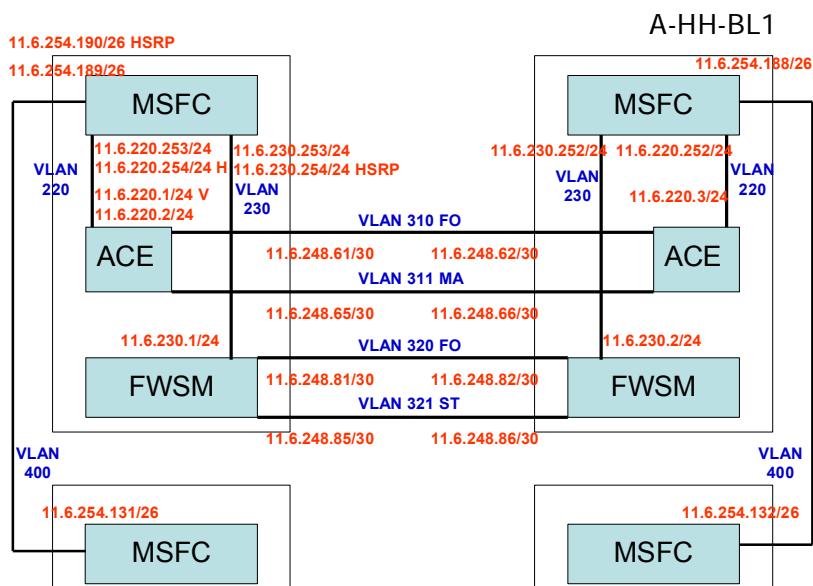 A-HH-BL1
11.6.254.190/26 HSRP
11.6.254.189/26
11.6.254.188/26
MSFC
MSFC
11.6.220.253/24
11.6.230.253/24
11.6.230.252/24
11.6.220.252/24
VLAN
220
11.6.220.254/24 H
11.6.230.254/24 HSRP
VLAN
230
VLAN
220
11.6.220.1/24 V
VLAN
230
11.6.220.2/24
11.6.220.3/24
VLAN 310 FO
ACE
11.6.248.61/30
11.6.248.62/30
ACE
VLAN 311 MA
11.6.248.65/30
11.6.248.66/30
11.6.230.1/24
VLAN 320 FO
11.6.230.2/24
FWSM
11.6.248.81/30
11.6.248.82/30
FWSM
VLAN 321 ST
11.6.248.85/30
11.6.248.86/30
VLAN
400
VLAN
400
11.6.254.131/26
11.6.254.132/26
MSFC
MSFC